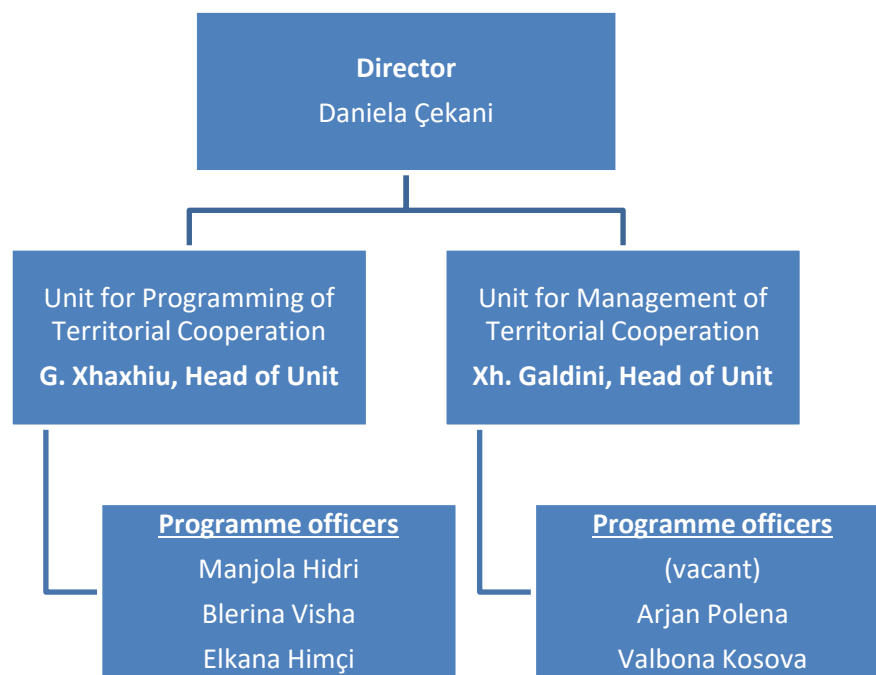 Director
Daniela Çekani
Unit for Programming of
Territorial Cooperation
G. Xhaxhiu, Head of Unit
Unit for Management of
Territorial Cooperation
Xh. Galdini, Head of Unit
Programme officers
Manjola Hidri
Blerina Visha
Elkana Himçi
Programme officers
(vacant)
Arjan Polena
Valbona Kosova